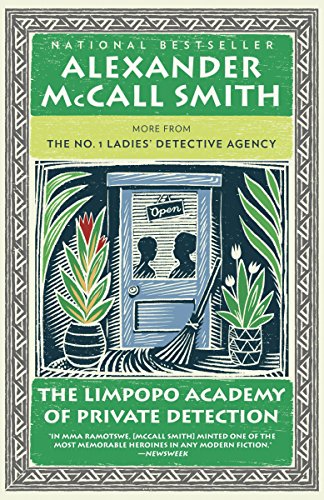 NATIONAL BESTSELLER
ALEXANDER
McCALL SMITH
MORE FROM
THE NO. 1 LADIES' DETECTIVE AGENCY
Open
THE LIMPOPO ACADEMY
OF PRIVATE DETECTION
"IN MMA RAMOTSWE, [MCCALL SMITH] MINTED ONE OF THE
MOST MEMORABLE HEROINES IN ANY MODERN FICTION."
—NEWSWEEK